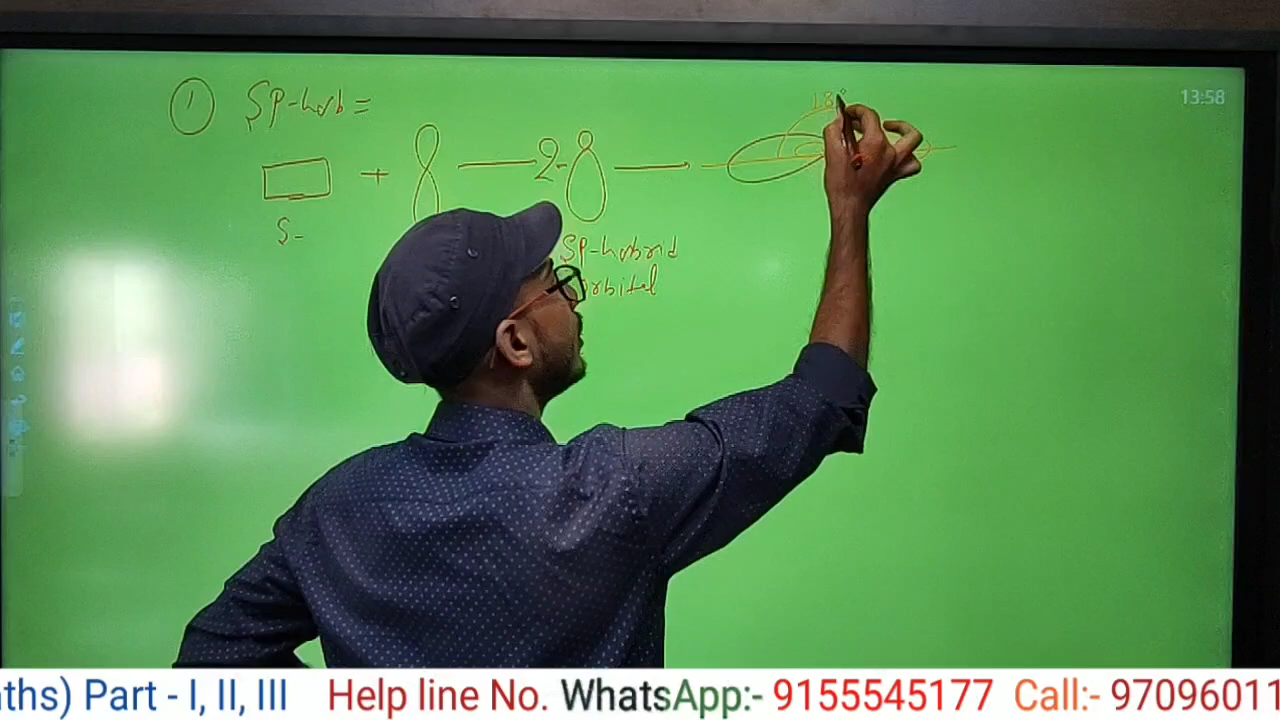 ① SP-hyb =
13:58
18°
+ 2-
S-
SP-hybrid
orbital
ths) Part - I, II, III Help line No. WhatsApp:- 9155545177 Call:- 97096011